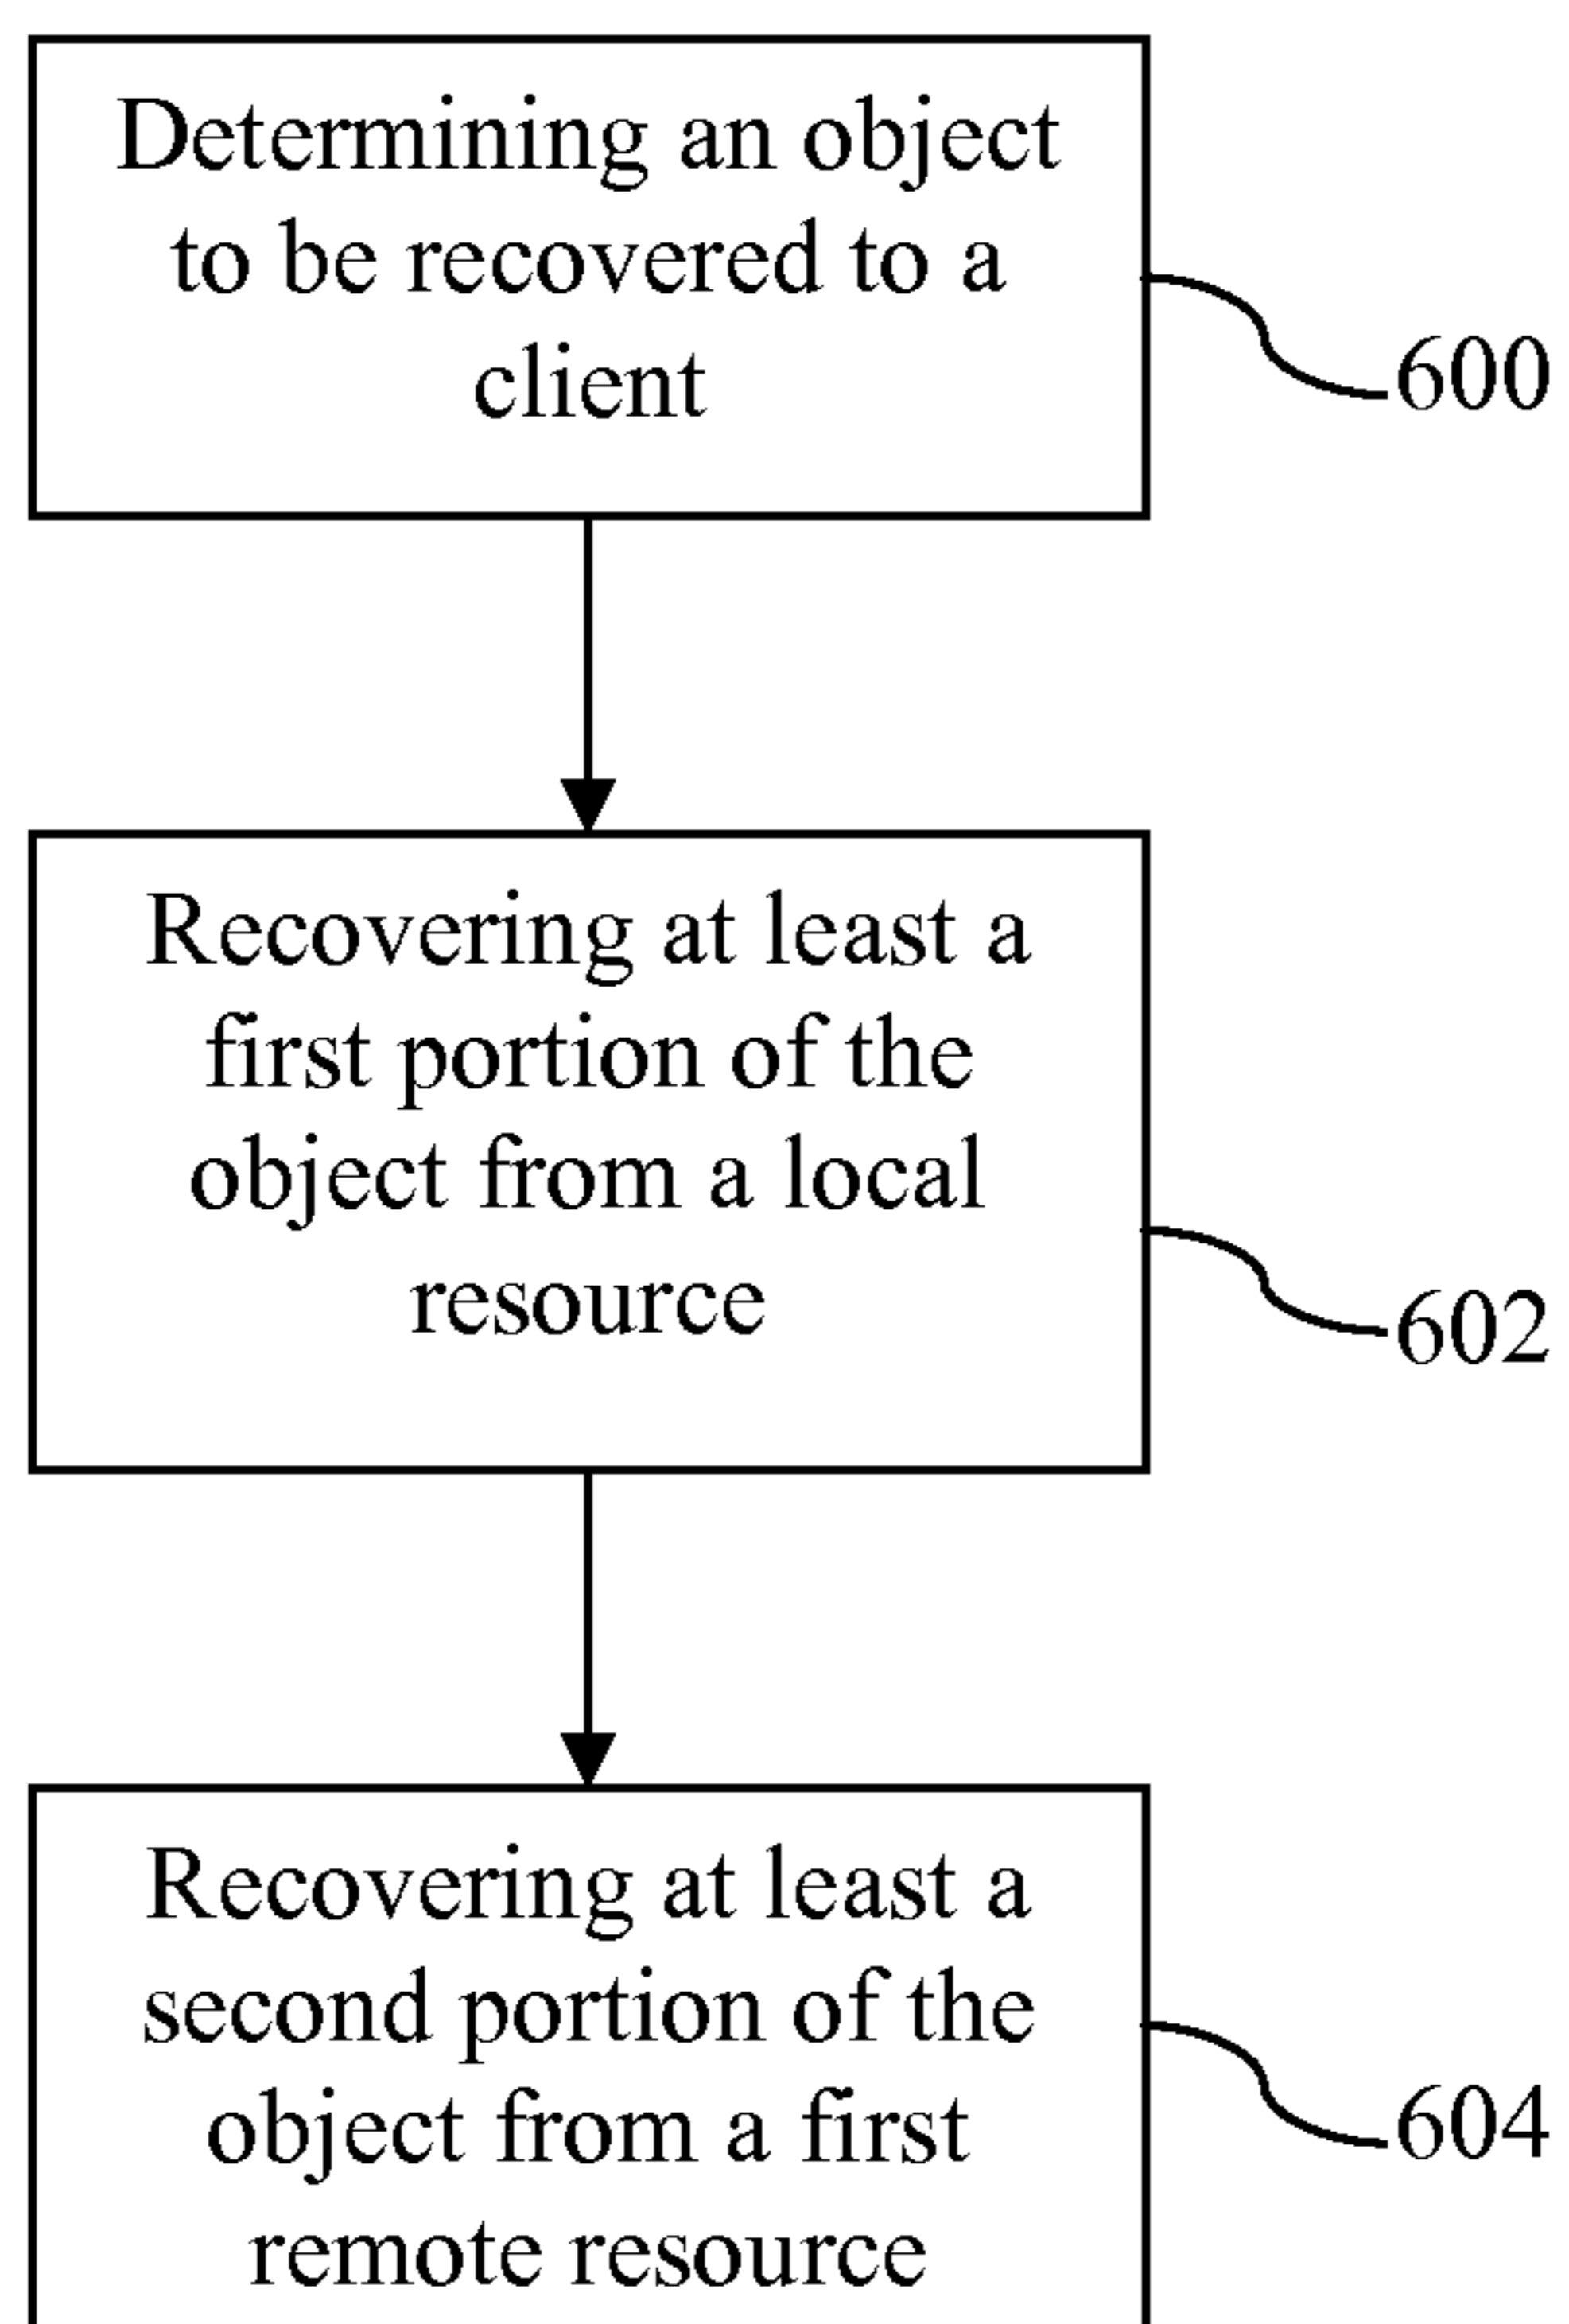 Determining an object
to be recovered to a
client
600
Recovering at least a
first portion of the
object from a local
resource
602
Recovering at least a
second portion of the
object from a first
remote resource
604